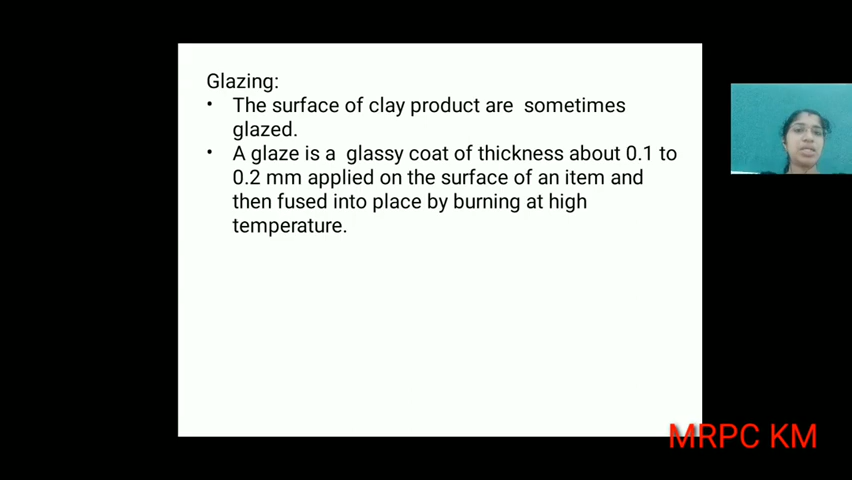 Glazing:
• The surface of clay product are sometimes
glazed.
• A glaze is a glassy coat of thickness about 0.1 to
0.2 mm applied on the surface of an item and
then fused into place by burning at high
temperature.
MRPC KM